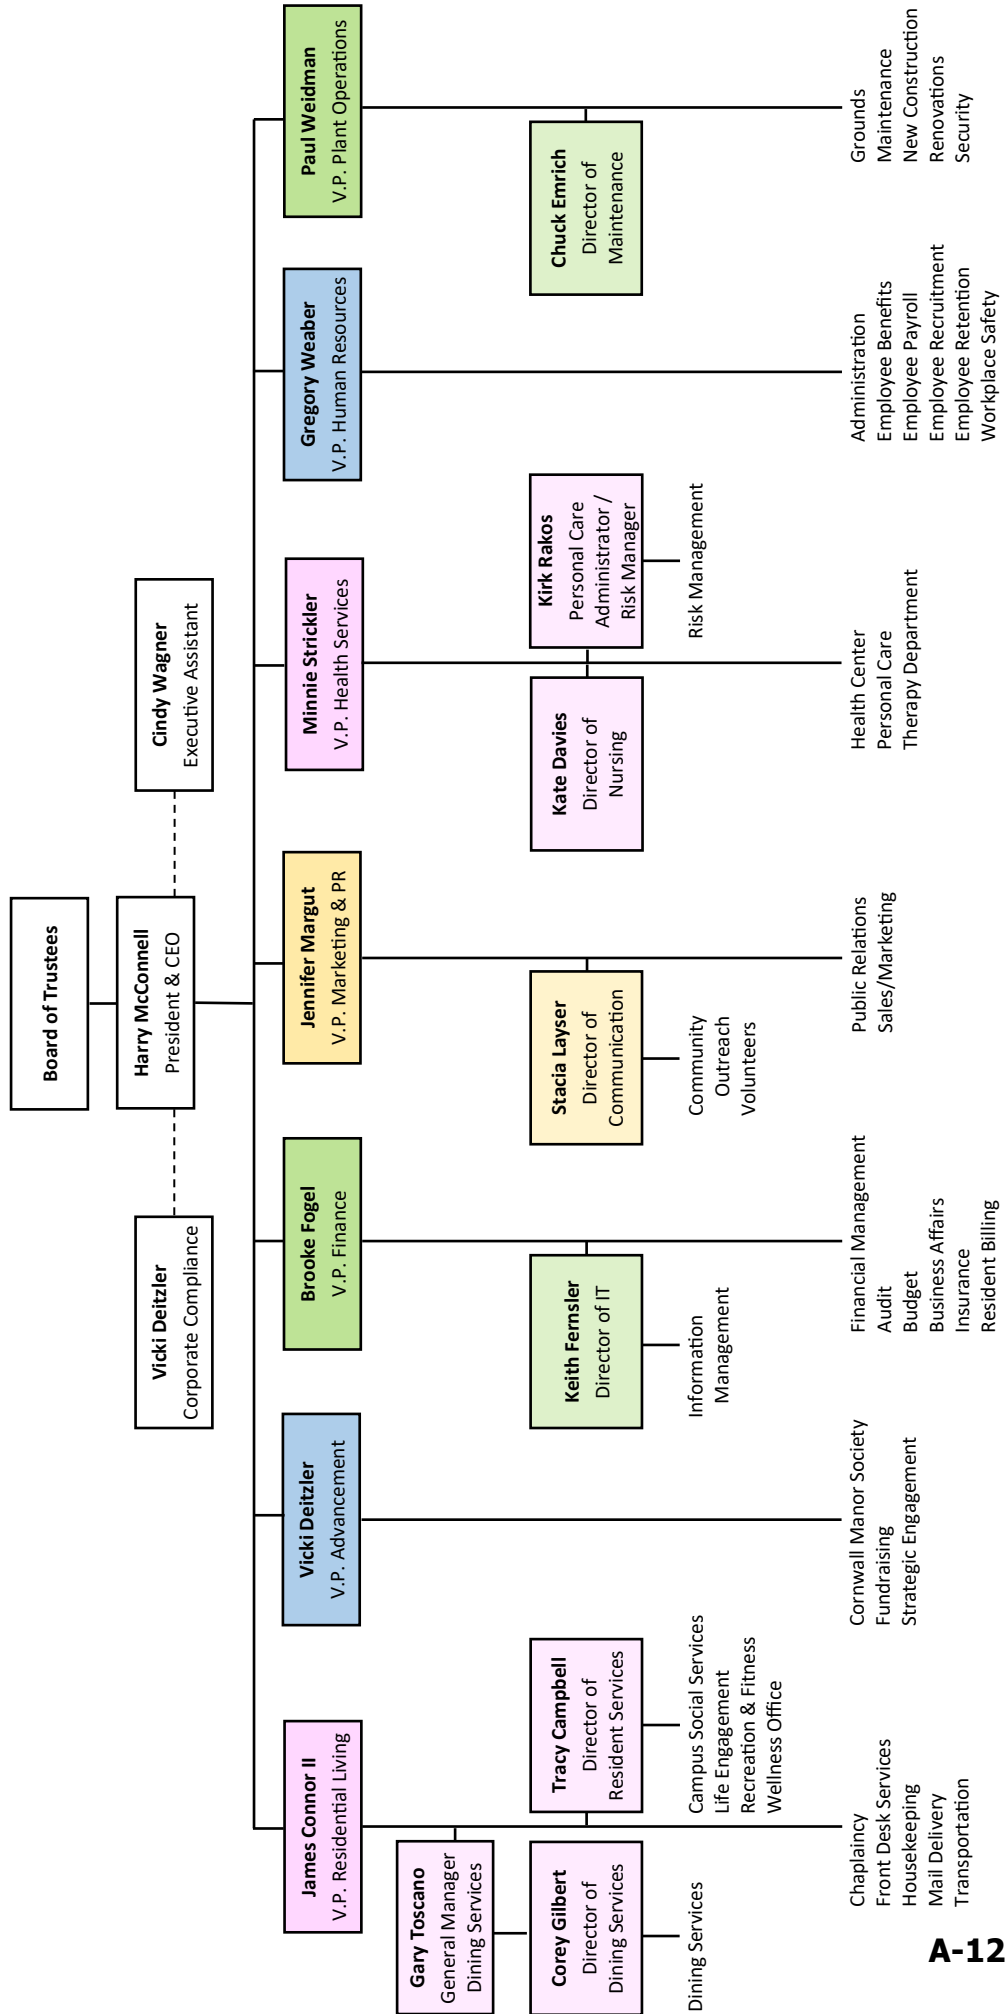 Board of Trustees
Harry McConnell
President & CEO
Vicki Deitzler
Corporate Compliance
Cindy Wagner
Executive Assistant
James Connor II
V.P. Residential Living
Vicki Deitzler
V.P. Advancement
Brooke Fogel
V.P. Finance
Jennifer Margut
V.P. Marketing & PR
Minnie Strickler
V.P. Health Services
Gregory Weaber
V.P. Human Resources
Paul Weidman
V.P. Plant Operations
Gary Toscano
General Manager
Dining Services
Corey Gilbert
Director of
Dining Services
Dining Services
Tracy Campbell
Director of
Resident Services
Campus Social Services
Life Engagement
Recreation & Fitness
Wellness Office
Keith Fernsler
Director of IT
Information
Management
Stacia Layser
Director of
Communication
Community
Outreach
Volunteers
Kate Davies
Director of
Nursing
Kirk Rakos
Personal Care
Administrator /
Risk Manager
Risk Management
Chuck Emrich
Director of
Maintenance
Chaplaincy
Front Desk Services
Housekeeping
Mail Delivery
Transportation
Cornwall Manor Society
Fundraising
Strategic Engagement
Financial Management
Audit
Budget
Business Affairs
Insurance
Resident Billing
Public Relations
Sales/Marketing
Health Center
Personal Care
Therapy Department
Administration
Employee Benefits
Employee Payroll
Employee Recruitment
Employee Retention
Workplace Safety
Grounds
Maintenance
New Construction
Renovations
Security
A-12